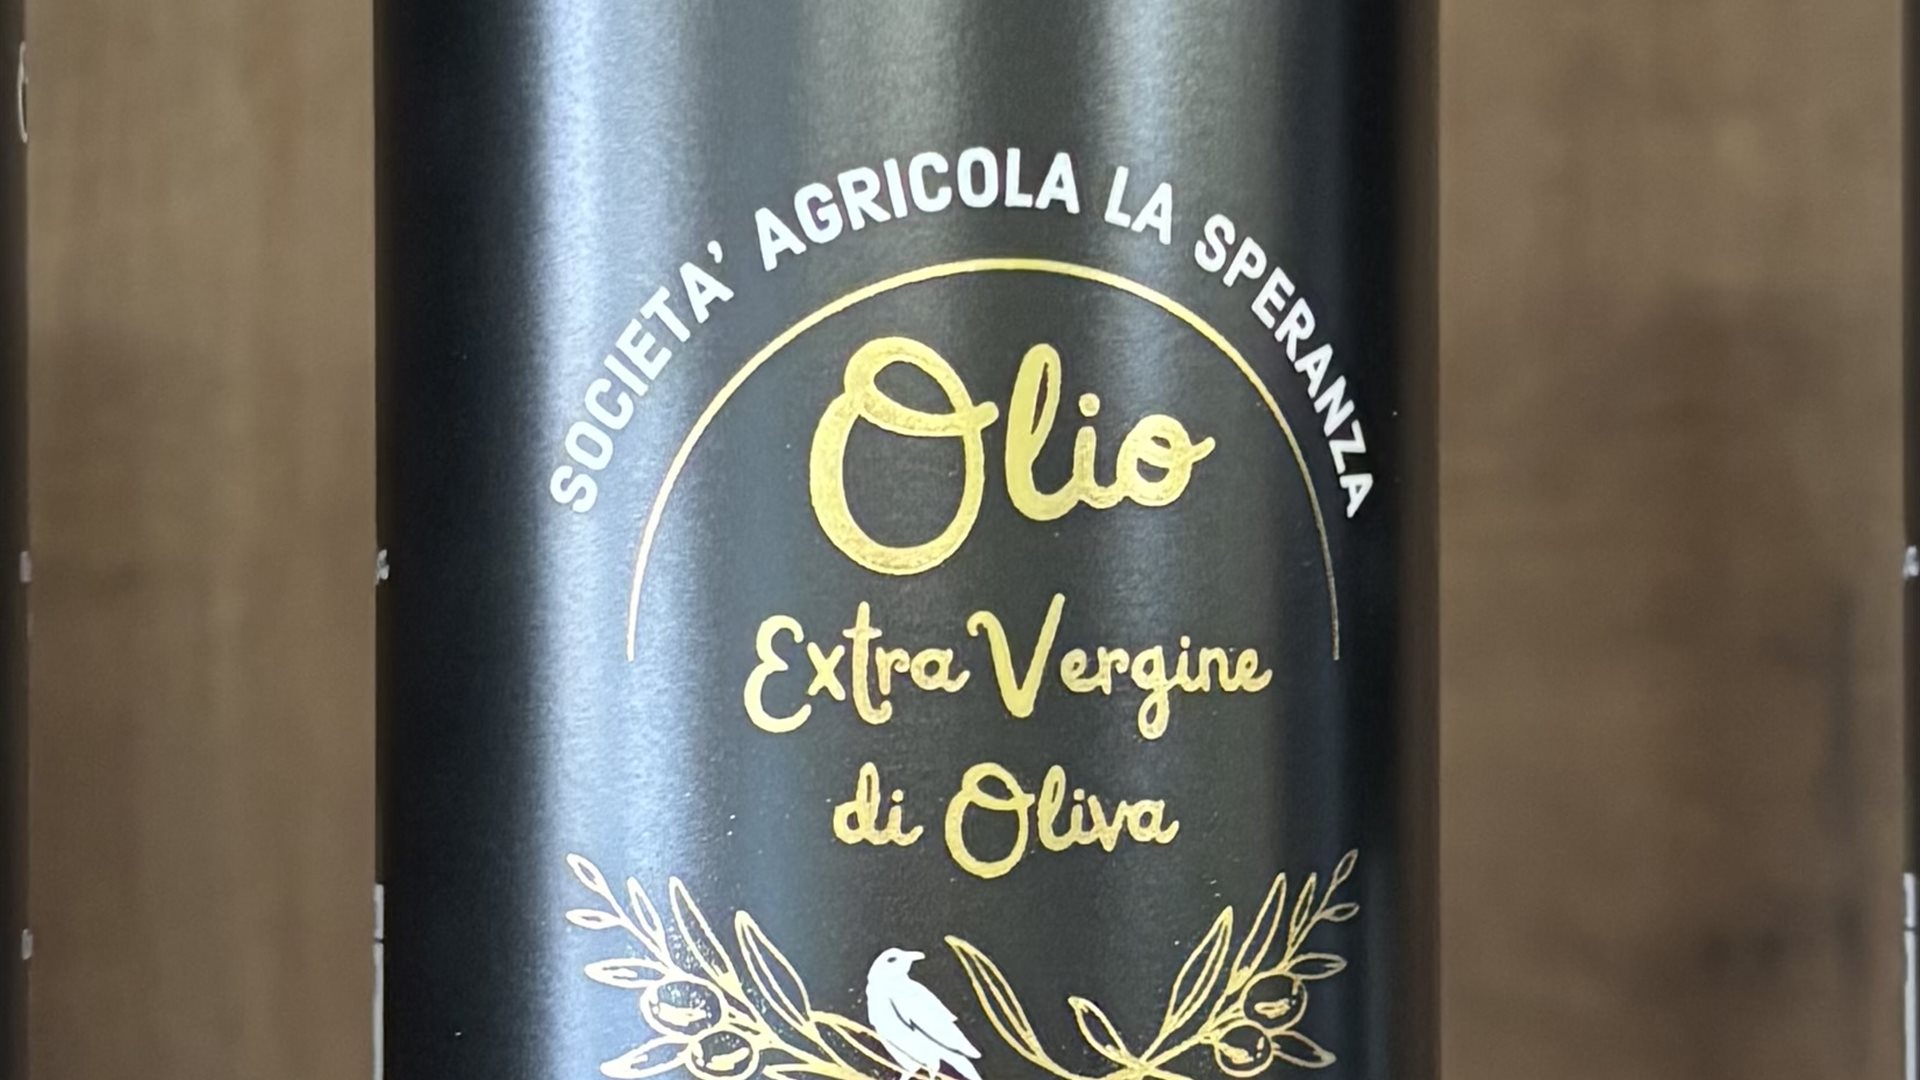 SOCIETA' AGRICOLA LA SPERANZA
Olio
Extra Vergine
di Oliva